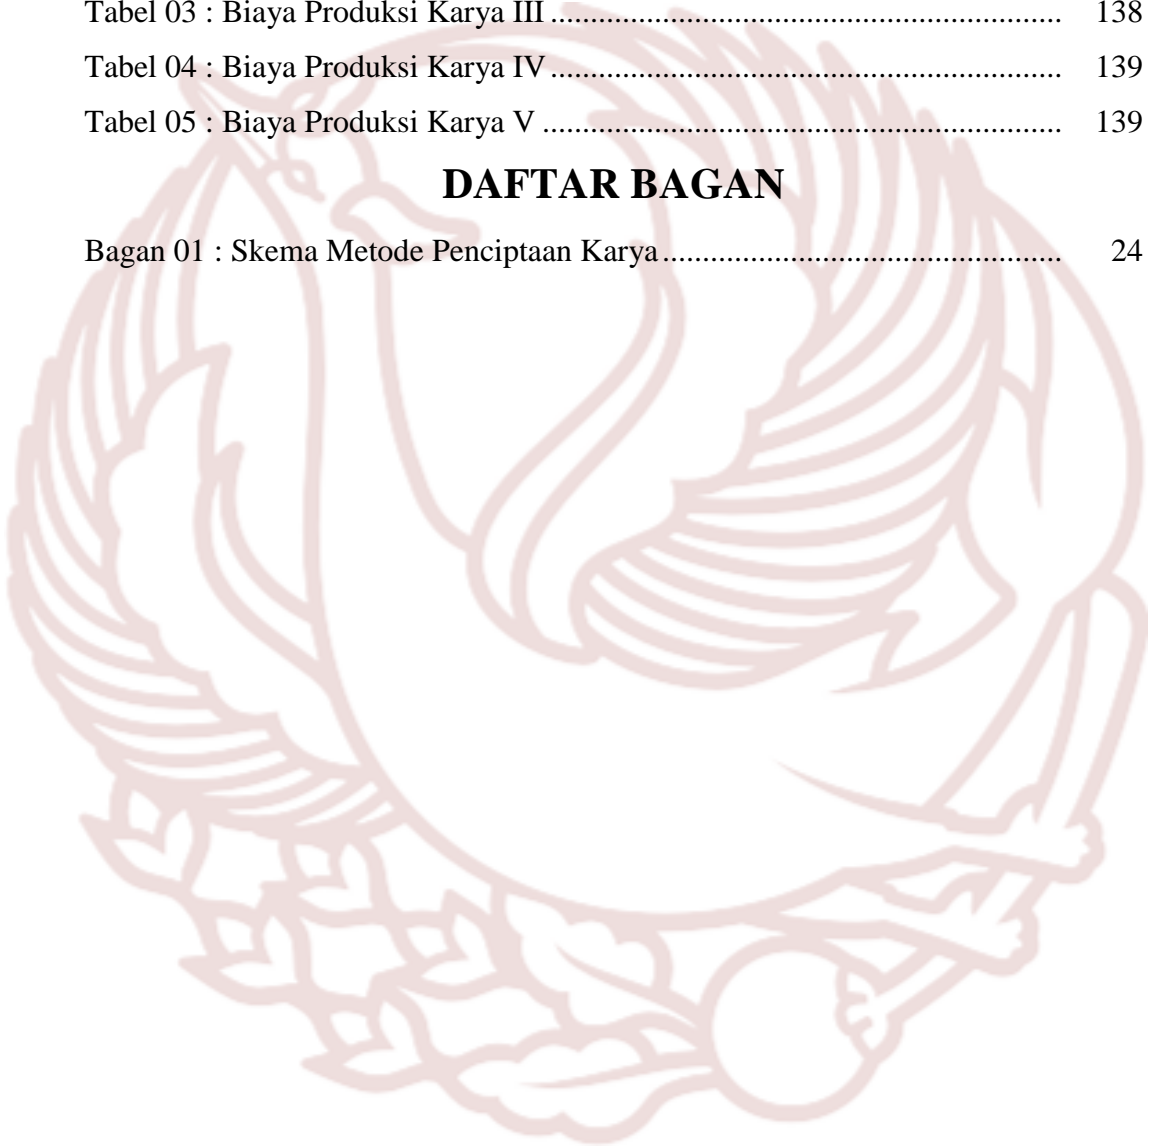 Tabel 03 : Biaya Produksi Karya III ................................................................. 138
Tabel 04 : Biaya Produksi Karya IV ................................................................. 139
Tabel 05 : Biaya Produksi Karya V .................................................................. 139
DAFTAR BAGAN
Bagan 01 : Skema Metode Penciptaan Karya ................................................... 24